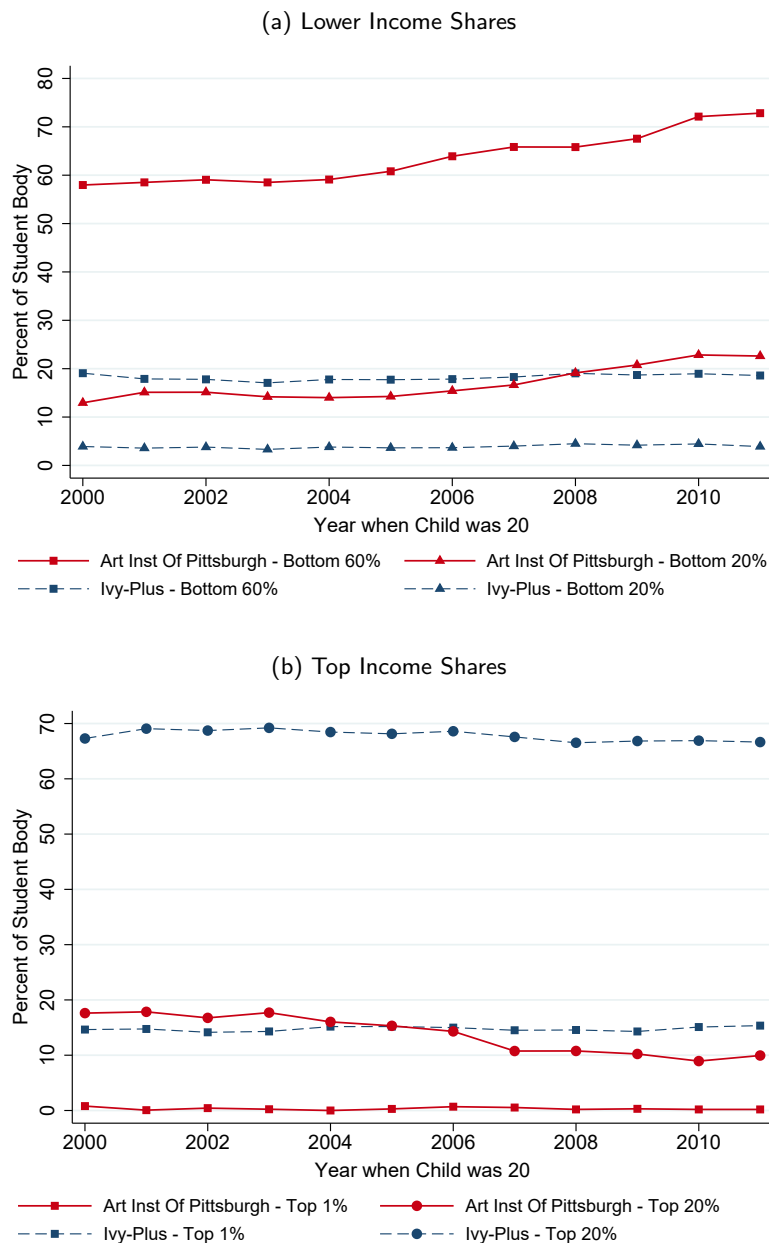 (a) Lower Income Shares
Percent of Student Body
80
70
60
50
40
30
20
10
0
2000 2002 2004 2006 2008 2010
Year when Child was 20
Art Inst Of Pittsburgh - Bottom 60% Art Inst Of Pittsburgh - Bottom 20%
Ivy-Plus - Bottom 60% Ivy-Plus - Bottom 20%
(b) Top Income Shares
Percent of Student Body
70
60
50
40
30
20
10
0
2000 2002 2004 2006 2008 2010
Year when Child was 20
Art Inst Of Pittsburgh - Top 1% Art Inst Of Pittsburgh - Top 20%
Ivy-Plus - Top 1% Ivy-Plus - Top 20%